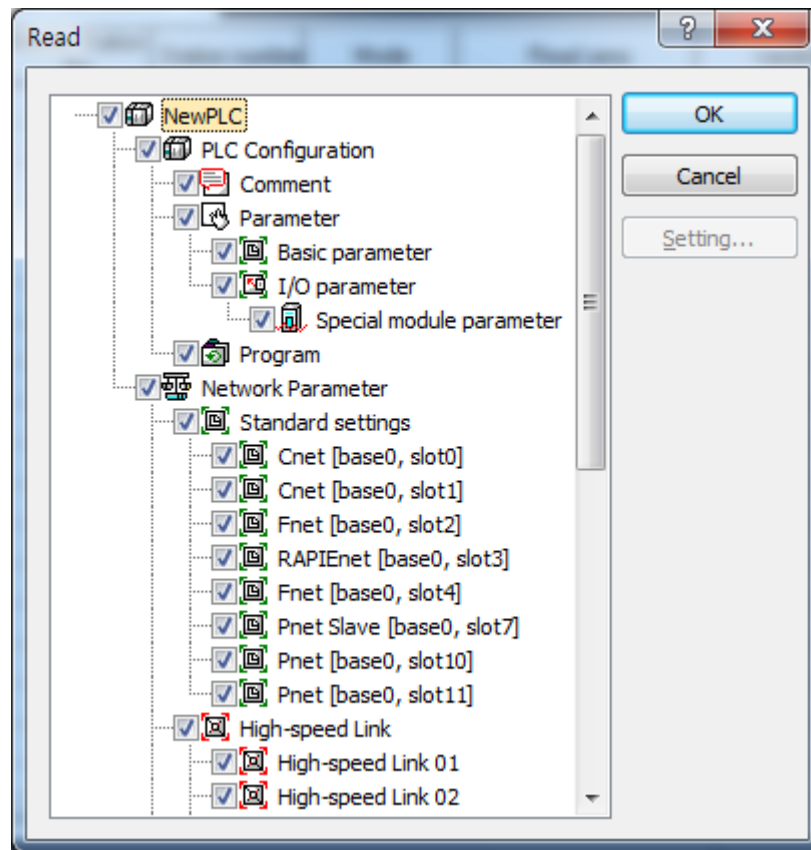 Read
NewPLC
OK
PLC Configuration
Comment
Cancel
Parameter
Setting...
Basic parameter
I/O parameter
Special module parameter
Program
Network Parameter
Standard settings
Cnet [base0, slot0]
Cnet [base0, slot1]
Fnet [base0, slot2]
RAPIEnet [base0, slot3]
Fnet [base0, slot4]
Pnet Slave [base0, slot7]
Pnet [base0, slot10]
Pnet [base0, slot11]
High-speed Link
High-speed Link 01
High-speed Link 02